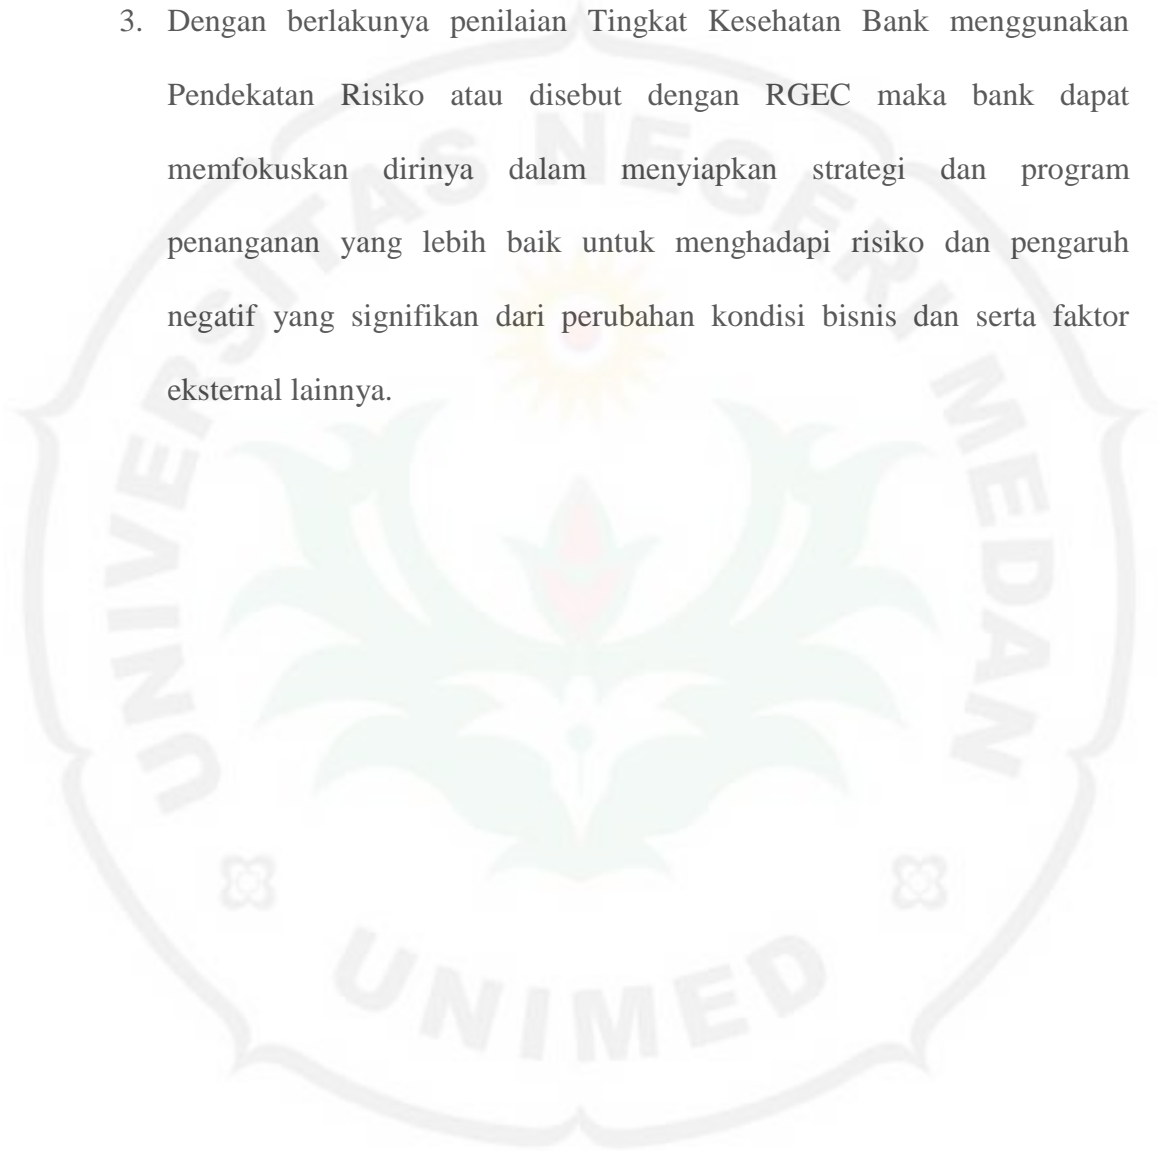 3. Dengan berlakunya penilaian Tingkat Kesehatan Bank menggunakan
Pendekatan Risiko atau disebut dengan RGEC maka bank dapat
memfokuskan dirinya dalam menyiapkan strategi dan program
penanganan yang lebih baik untuk menghadapi risiko dan pengaruh
negatif yang signifikan dari perubahan kondisi bisnis dan serta faktor
eksternal lainnya.
UNIVERSITAS NEGERI MEDAN
UNIMED